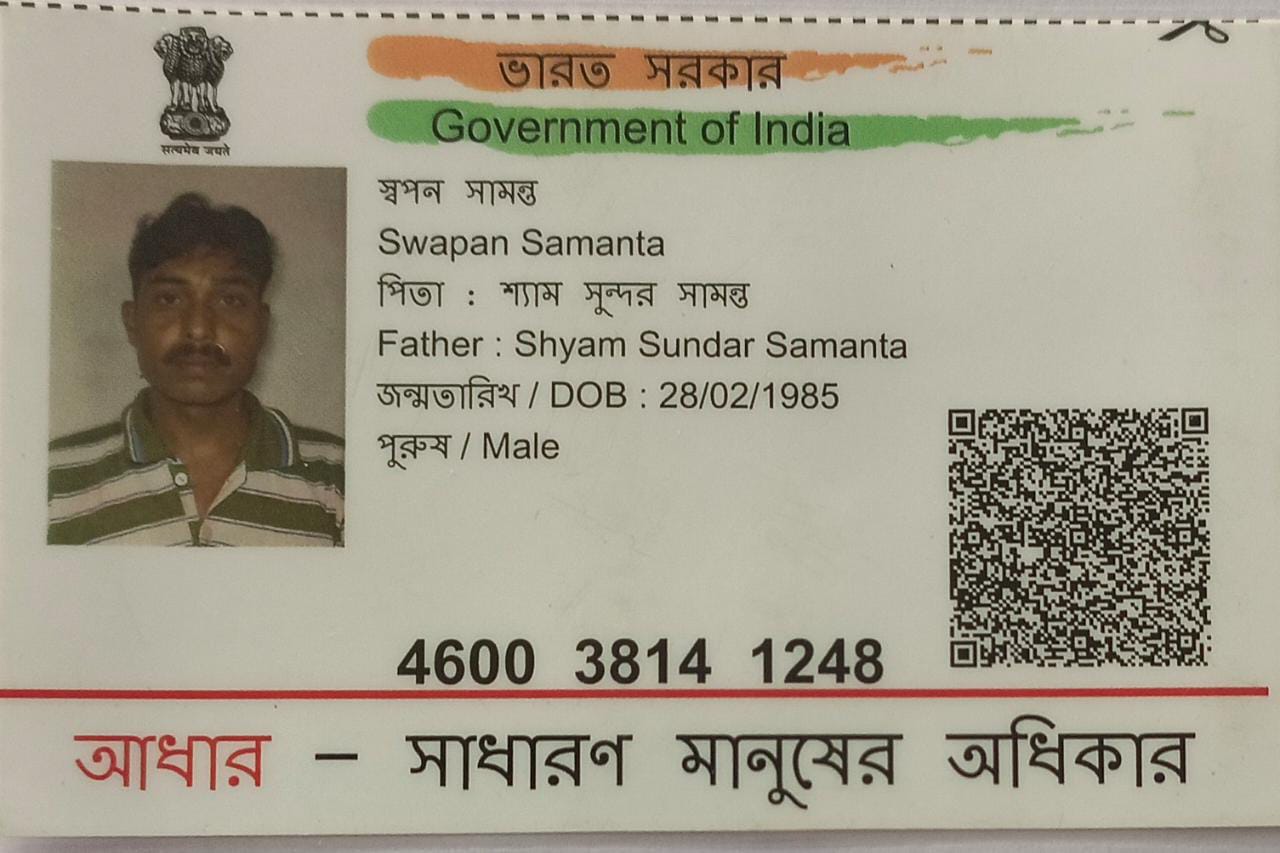 ভারত সরকার
Government of India
सत्यमेव जयते
স্বপন সামন্ত
Swapan Samanta
পিতা : শ্যাম সুন্দর সামন্ত
Father : Shyam Sundar Samanta
জন্মতারিখ / DOB : 28/02/1985
পুরুষ / Male
4600 3814 1248
আধার – সাধারণ মানুষের অধিকার